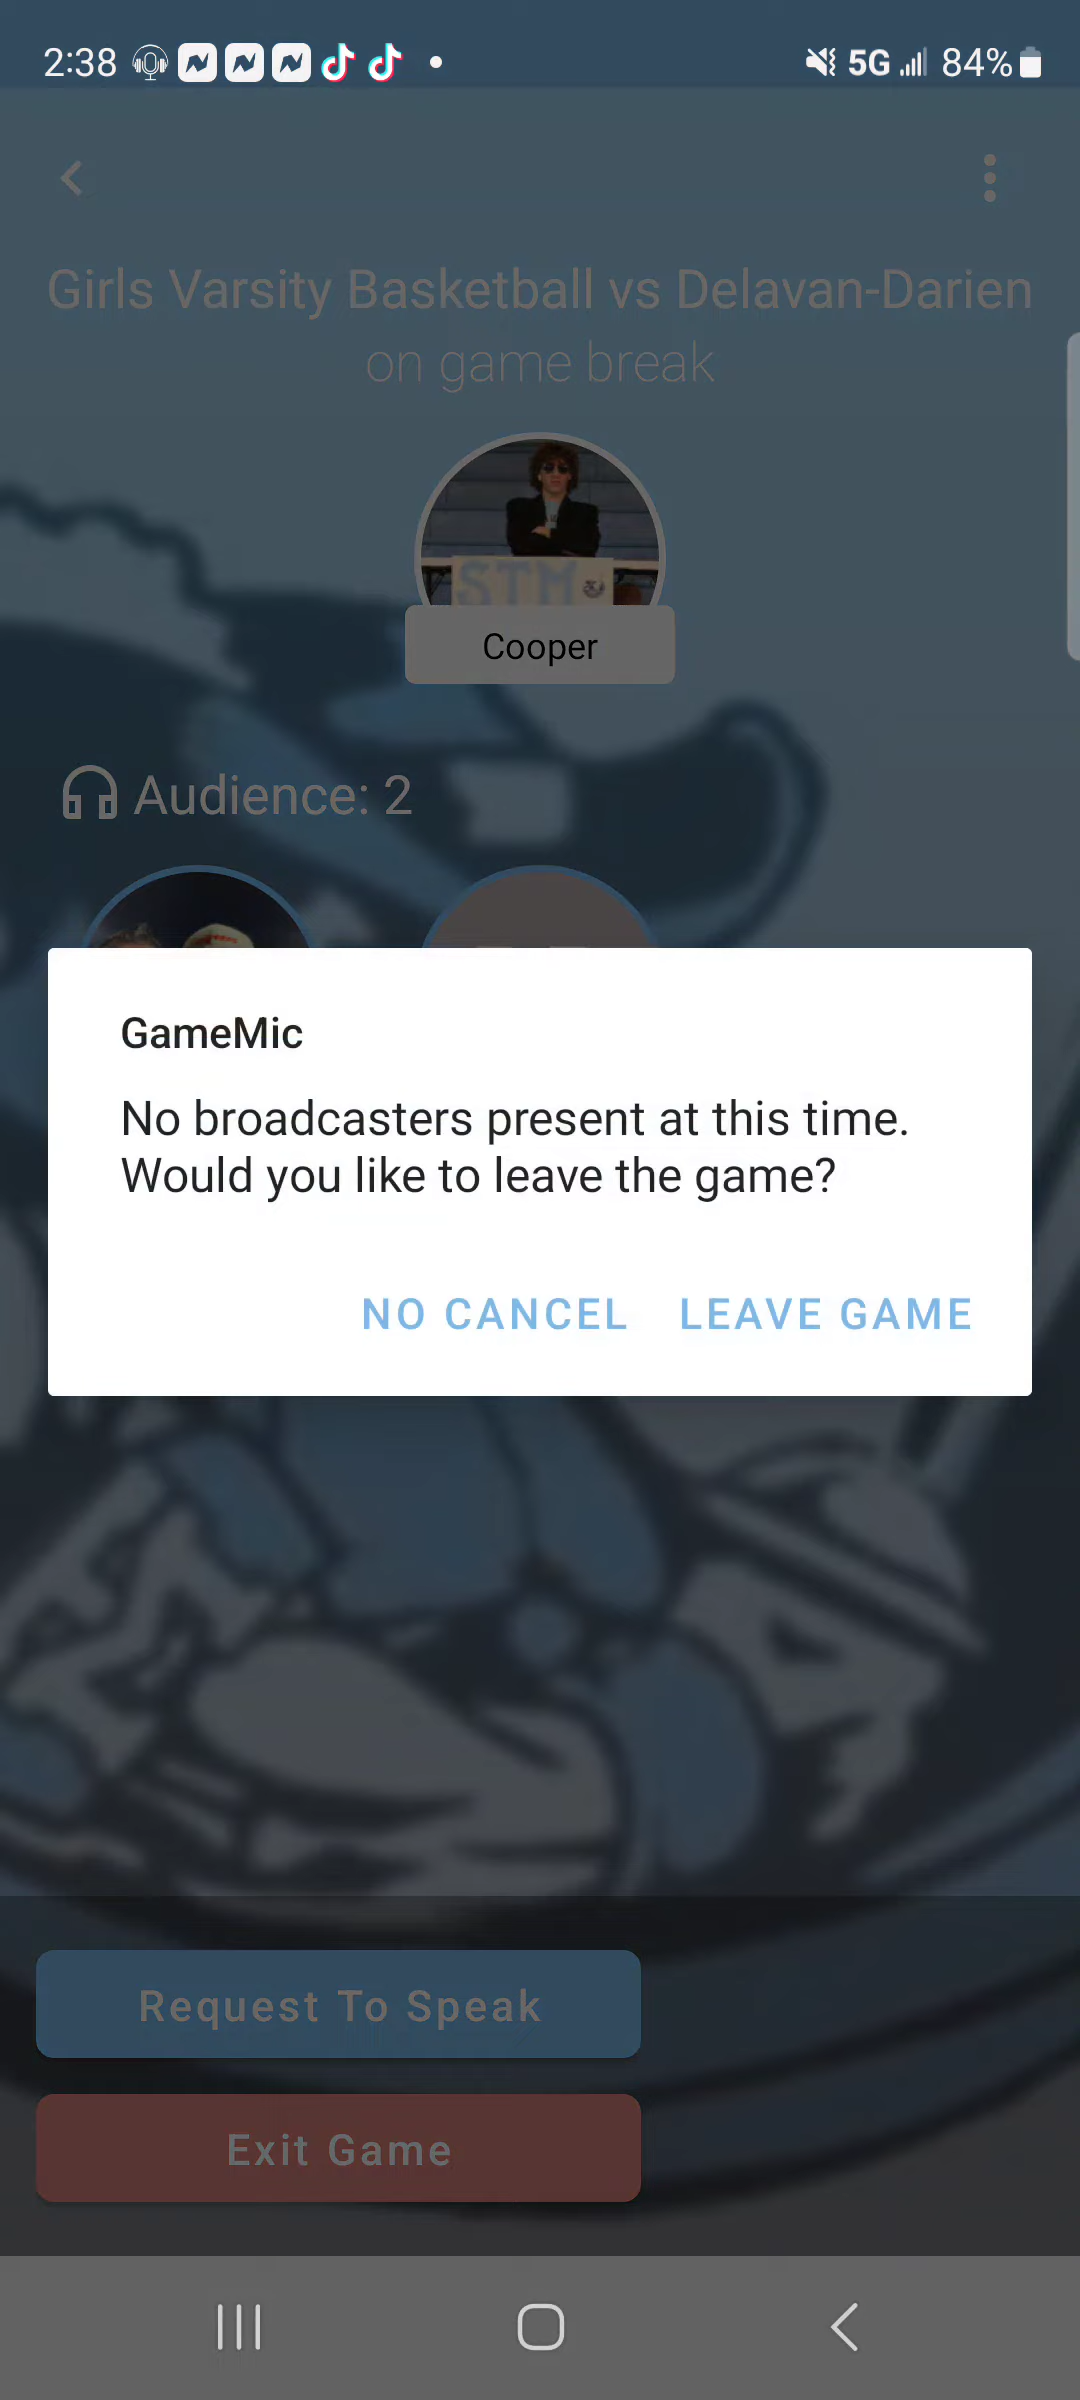 2:38
5G
84%
Girls Varsity Basketball vs Delavan-Darien
on game break
STM
Cooper
Audience: 2
GameMic
No broadcasters present at this time.
Would you like to leave the game?
NO CANCEL LEAVE GAME
Request To Speak
Exit Game